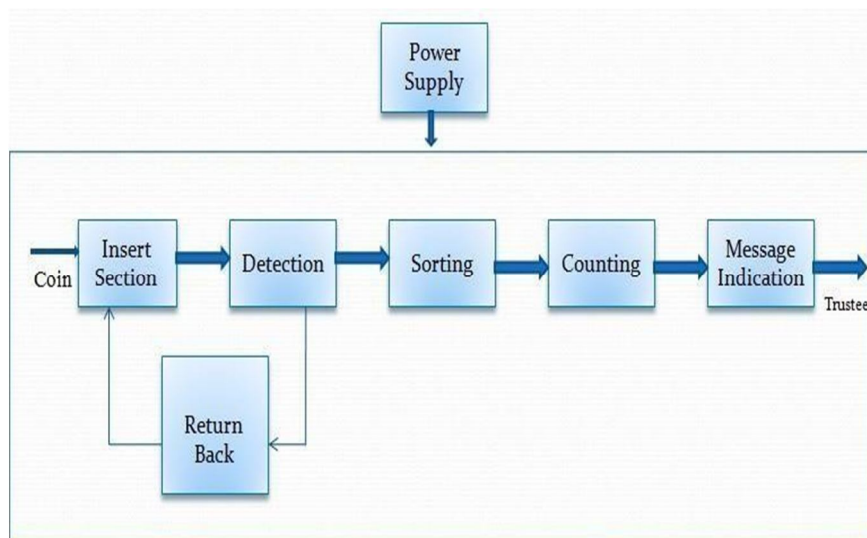 Power
Supply
Coin
Insert
Section
Detection
Sorting
Counting
Message
Indication
Trustee
Return
Back